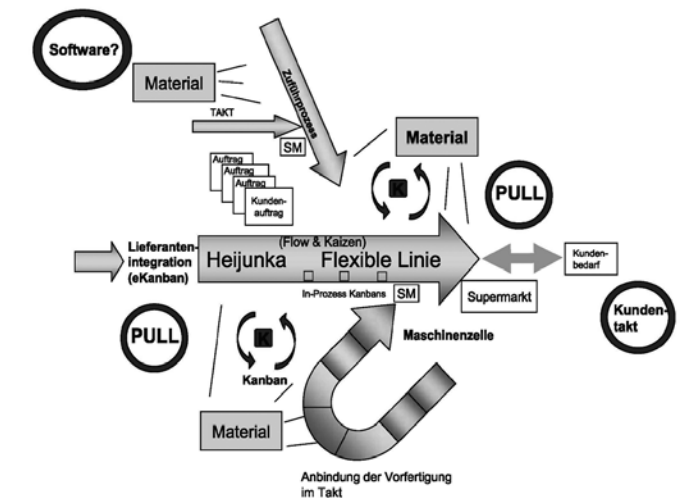 Software?
Material
Zuführprozess
TAKT
SM
Material
Auftrag
Auftrag
Auftrag
Kunden-
auftrag
K
PULL
Lieferanten-
integration
(eKanban)
(Flow & Kaizen)
Heijunka Flexible Linie
In-Prozess Kanbans
SM
Supermarkt
Kunden-
bedarf
Kunden-
takt
PULL
K
Kanban
Maschinenzelle
Material
Anbindung der Vorfertigung
im Takt